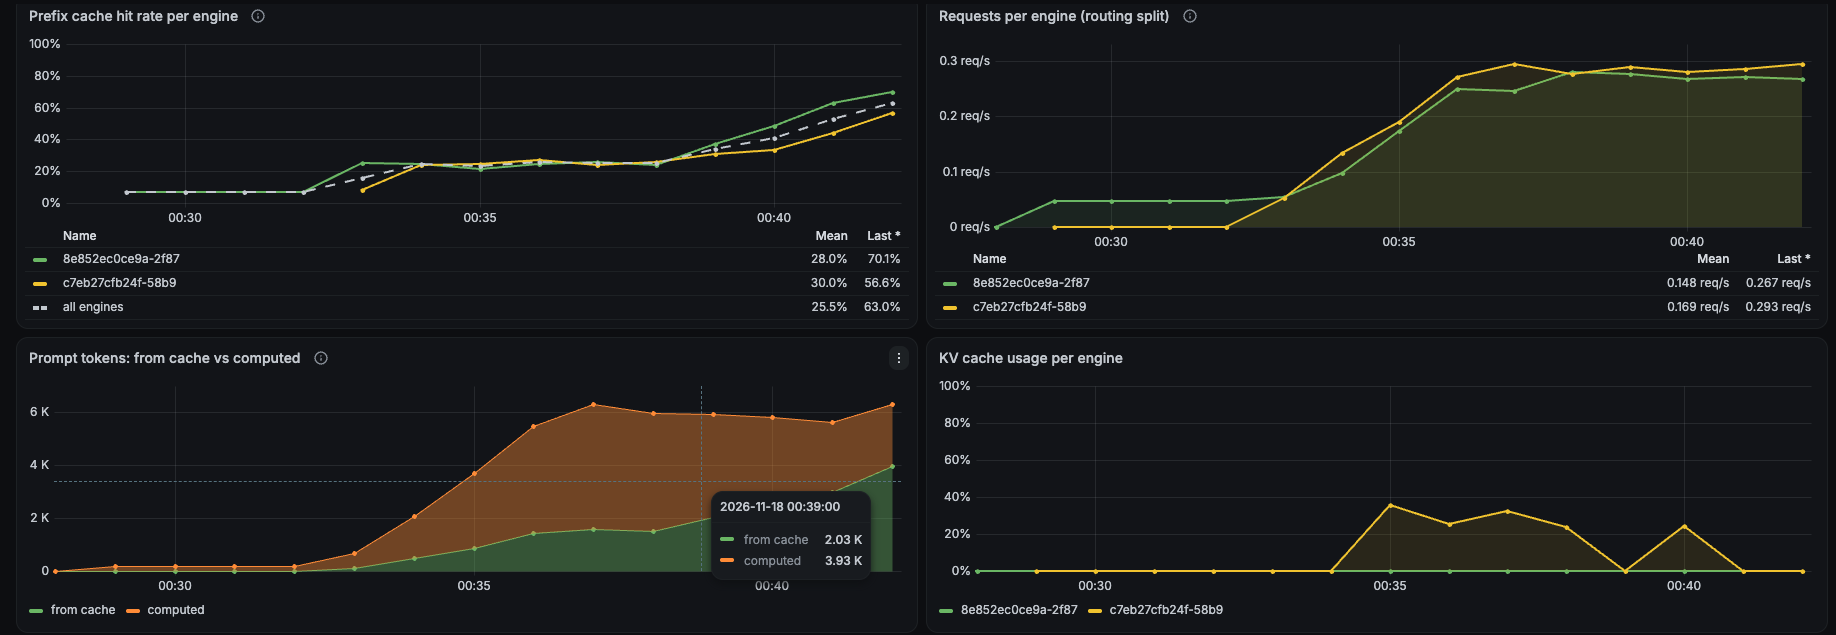 Prefix cache hit rate per engine
100%
80%
60%
40%
20%
0%
00:30 00:35 00:40
Name Mean Last *
8e852ec0ce9a-2f87 28.0% 70.1%
c7eb27cfb24f-58b9 30.0% 56.6%
all engines 25.5% 63.0%
Requests per engine (routing split)
0.3 req/s
0.2 req/s
0.1 req/s
0 req/s
00:30 00:35 00:40
Name Mean Last *
8e852ec0ce9a-2f87 0.148 req/s 0.267 req/s
c7eb27cfb24f-58b9 0.169 req/s 0.293 req/s
Prompt tokens: from cache vs computed
6 K
4 K
2 K
0
00:30 00:35 00:40
2026-11-18 00:39:00
from cache 2.03 K
computed 3.93 K
from cache computed
KV cache usage per engine
100%
80%
60%
40%
20%
0%
00:30 00:35 00:40
8e852ec0ce9a-2f87 c7eb27cfb24f-58b9